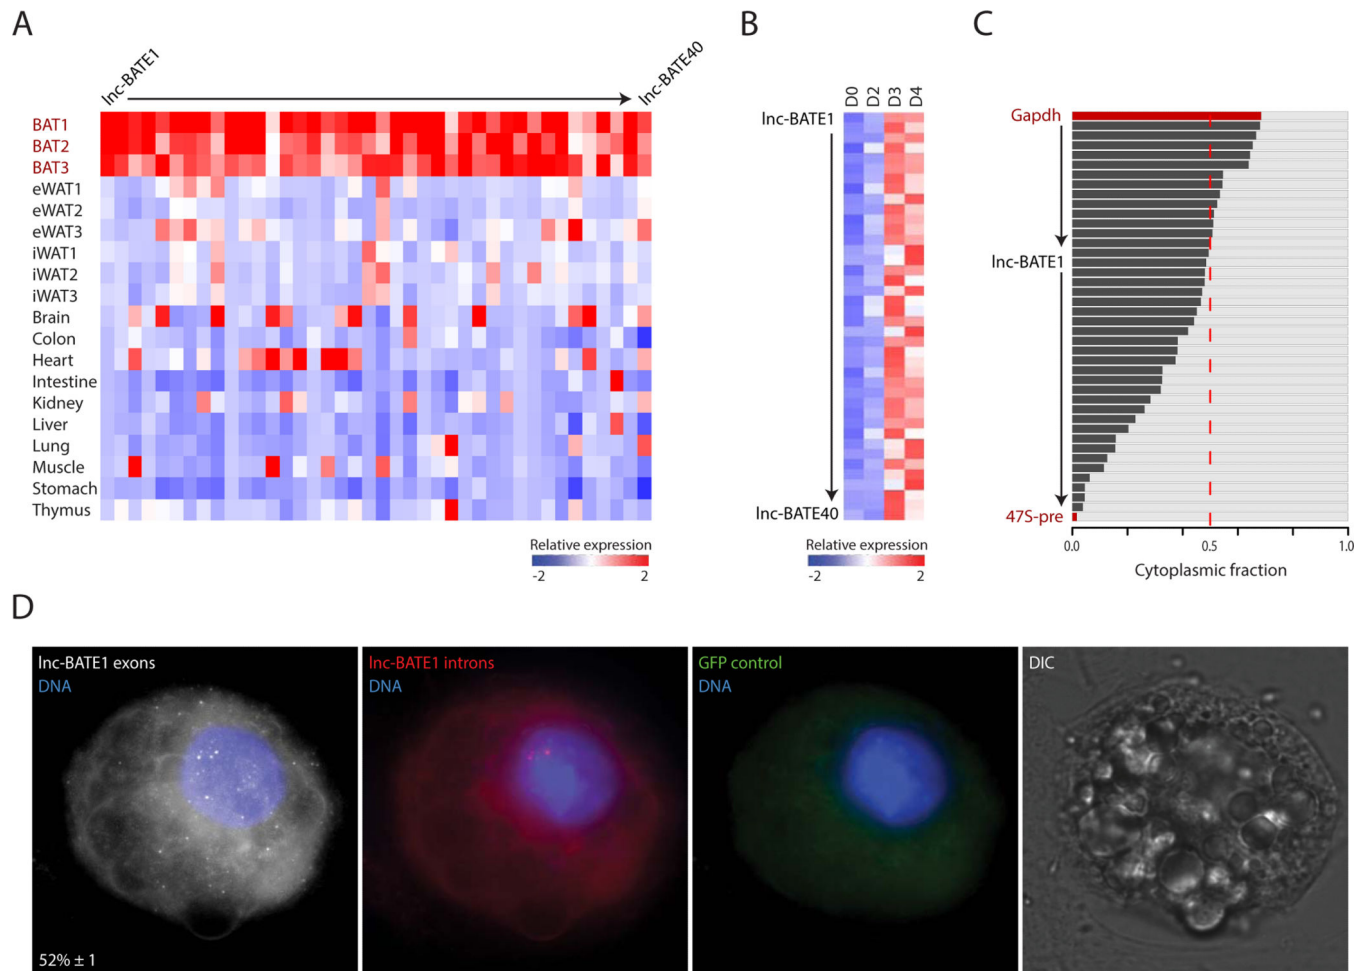 A
lnc-BATE1
lnc-BATE40
BAT1
BAT2
BAT3
eWAT1
eWAT2
eWAT3
iWAT1
iWAT2
iWAT3
Brain
Colon
Heart
Intestine
Kidney
Liver
Lung
Muscle
Stomach
Thymus
Relative expression
-2 2
B
D0 D2 D3 D4
lnc-BATE1
lnc-BATE40
Relative expression
-2 2
C
Gapdh
lnc-BATE1
47S-pre
0.0 0.5 1.0
Cytoplasmic fraction
D
lnc-BATE1 exons
DNA
52% ± 1
lnc-BATE1 introns
DNA
GFP control
DNA
DIC